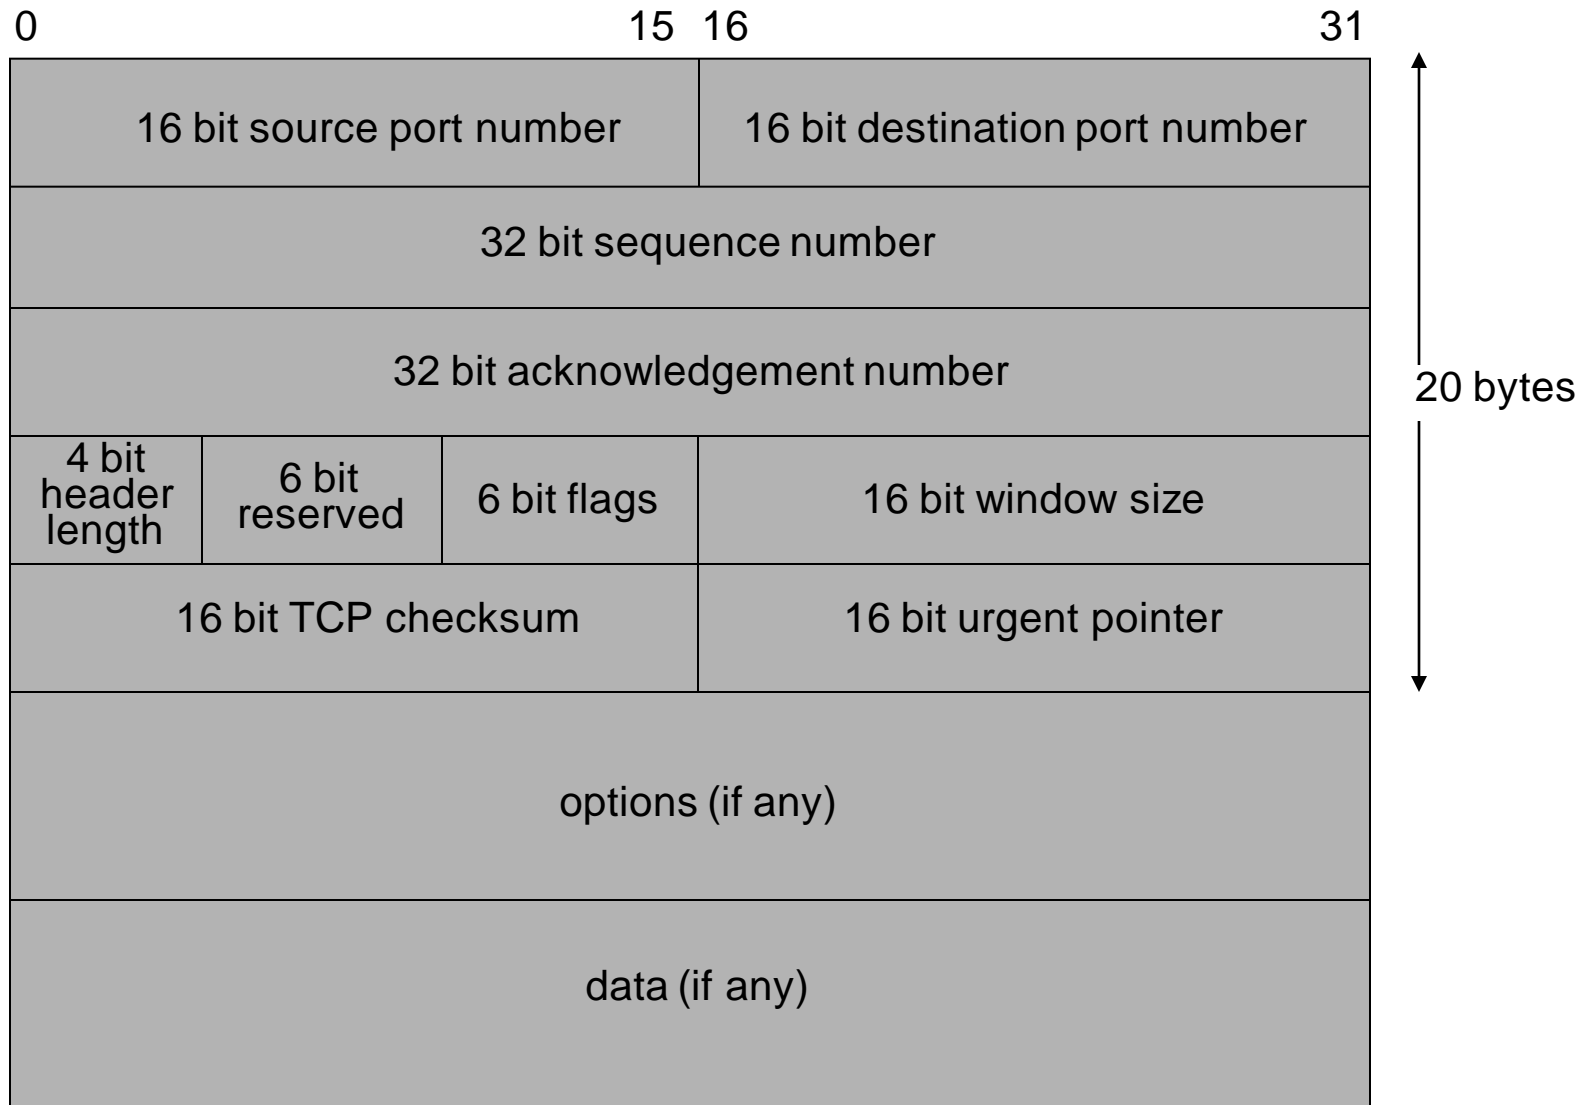 0 15 16 31
16 bit source port number
16 bit destination port number
32 bit sequence number
32 bit acknowledgement number
20 bytes
4 bit
header
length
6 bit
reserved
6 bit flags
16 bit window size
16 bit TCP checksum
16 bit urgent pointer
options (if any)
data (if any)